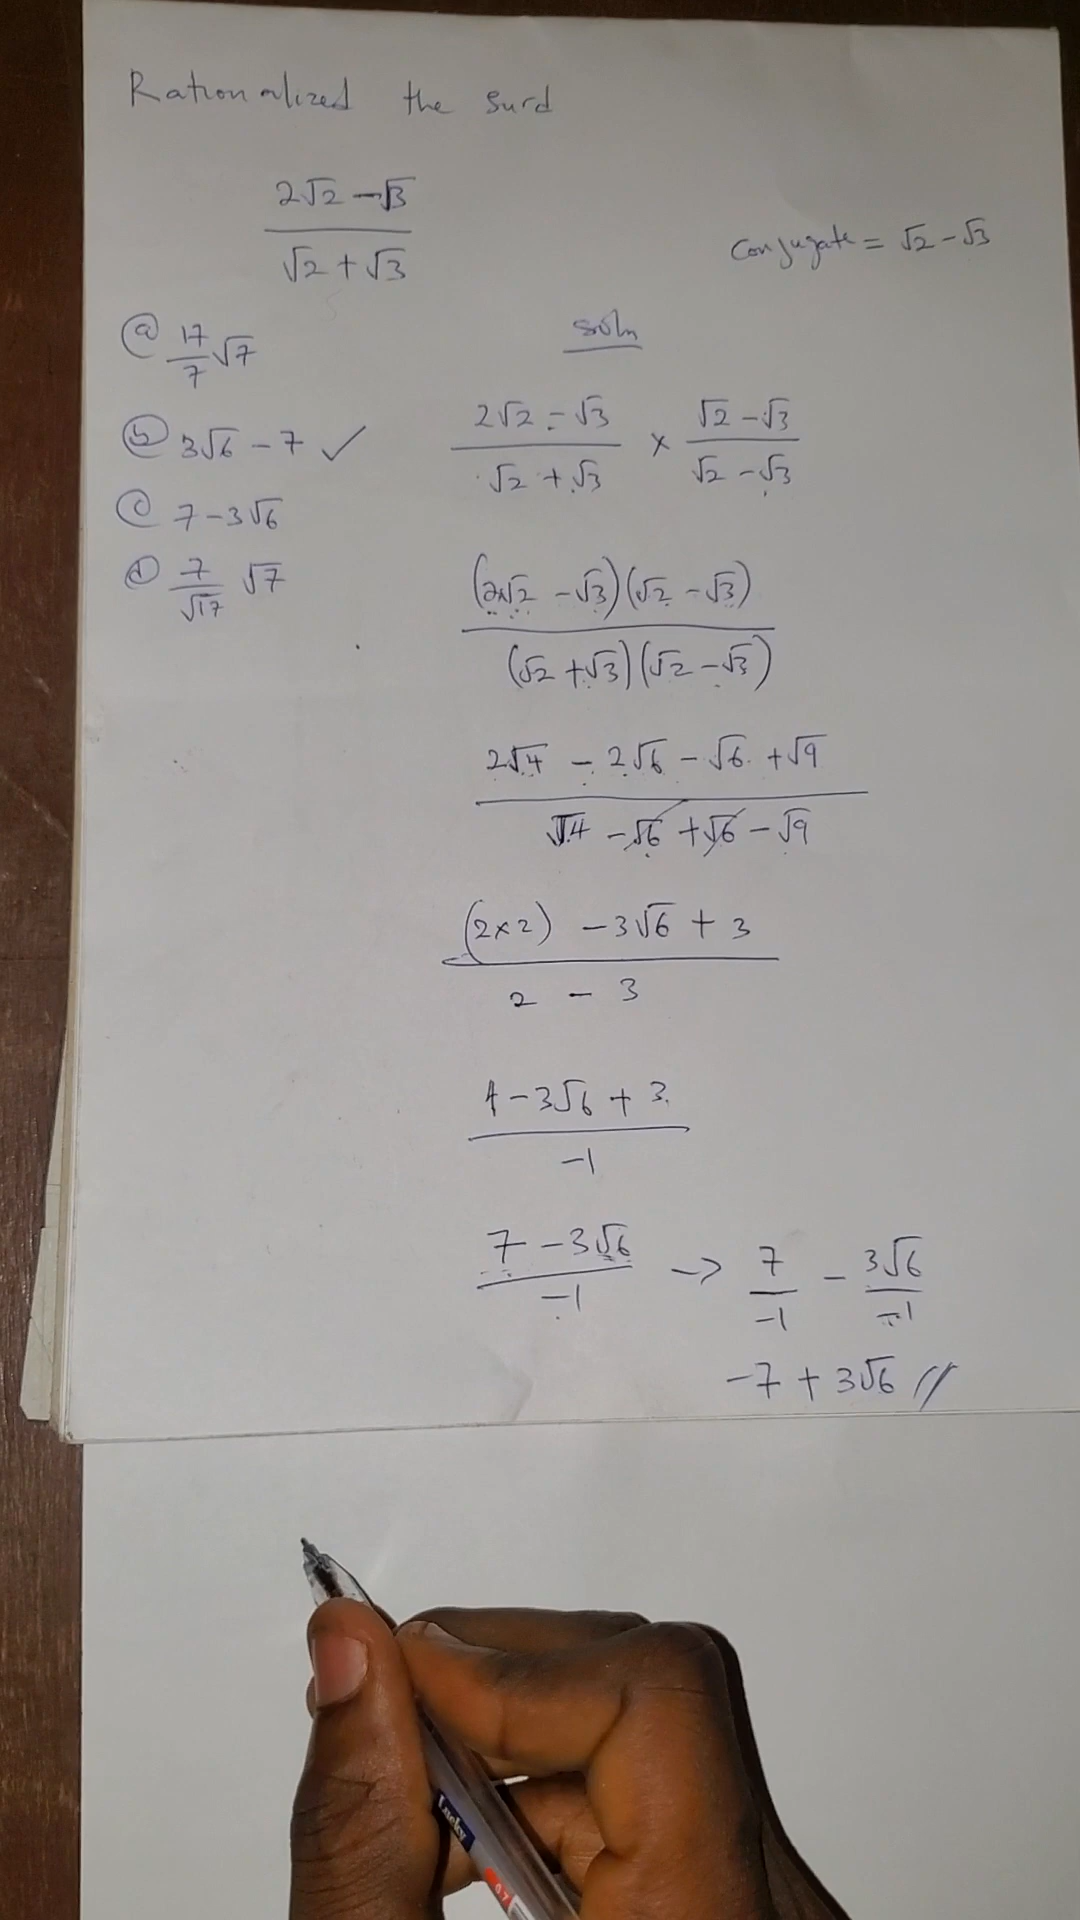 Rationalized the surd
2√2 − √3
√2 + √3
Conjugate = √2 − √3
ⓐ 17/7 √7
ⓑ 3√6 − 7 ✓
ⓒ 7 − 3√6
ⓓ 7/√17 √7
soln
2√2 − √3 × √2 − √3
√2 + √3 √2 − √3
(2√2 − √3)(√2 − √3)
(√2 + √3)(√2 − √3)
2√4 − 2√6 − √6 + √9
√4 − √6 + √6 − √9
(2×2) − 3√6 + 3
2 − 3
4 − 3√6 + 3
−1
7 − 3√6 → 7 − 3√6
−1 −1 −1
−7 + 3√6 //
Lucky
0.7